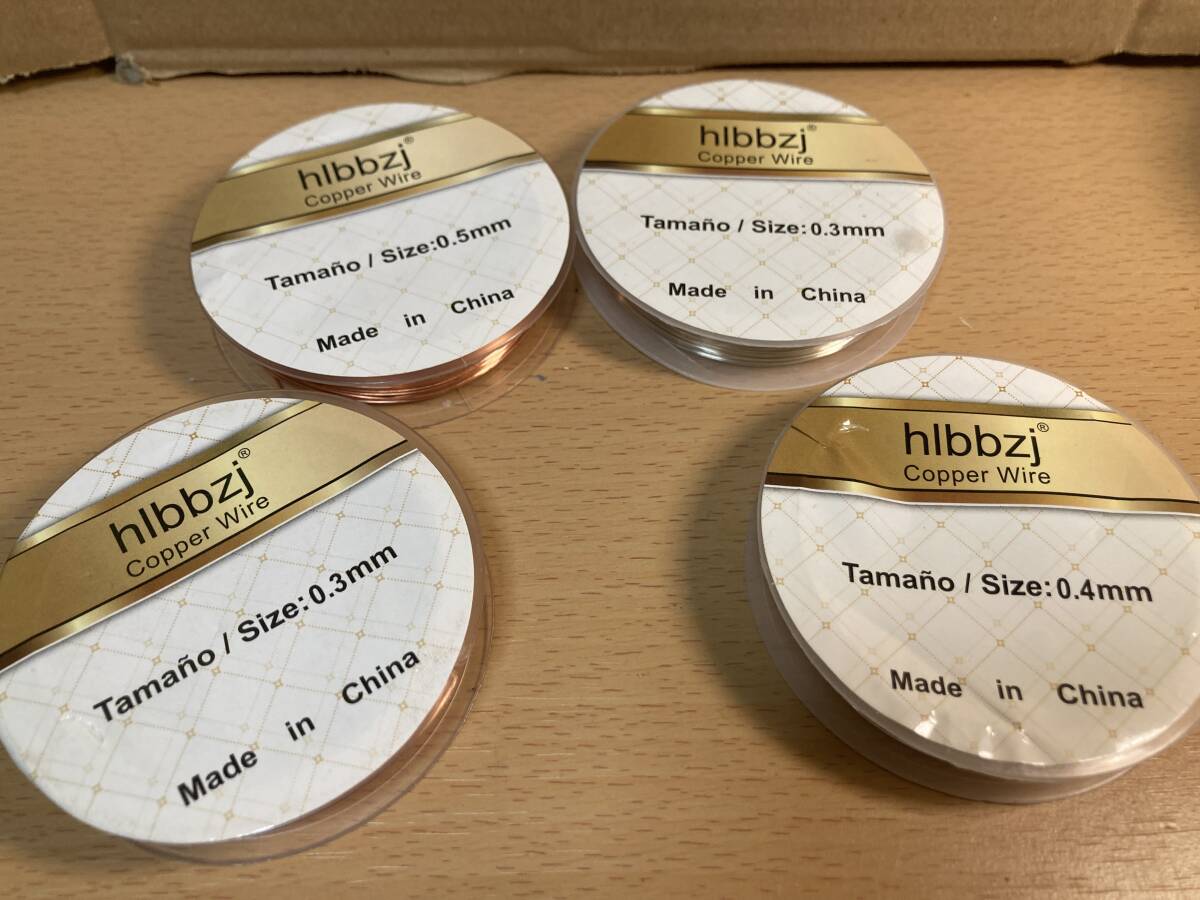 hlbbzj®
Copper Wire
Tamaño / Size:0.5mm
Made in China
hlbbzj®
Copper Wire
Tamaño / Size:0.3mm
Made in China
hlbbzj®
Copper Wire
Tamaño / Size:0.3mm
Made in China
hlbbzj®
Copper Wire
Tamaño / Size:0.4mm
Made in China